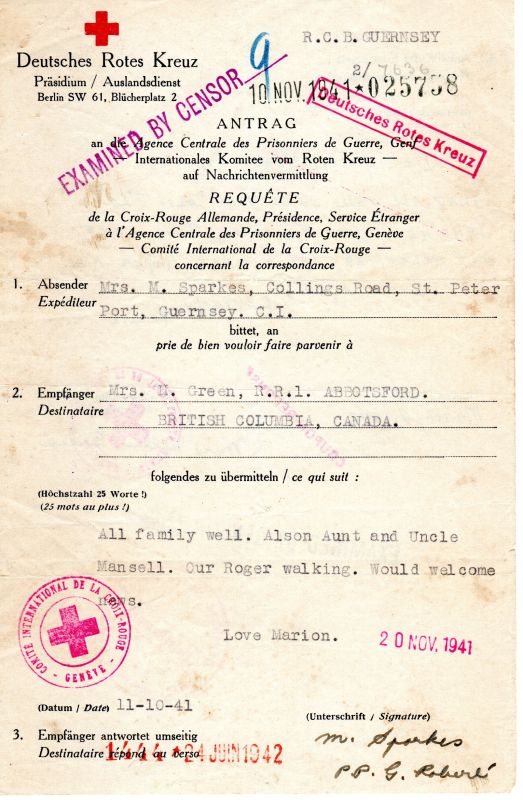 R.C.B. GUERNSEY
Deutsches Rotes Kreuz
Präsidium / Auslandsdienst
Berlin SW 61, Blücherplatz 2
9
2/ 7636
10. NOV. 1941 * 025758
EXAMINED BY CENSOR
Deutsches Rotes Kreuz
ANTRAG
an die Agence Centrale des Prisonniers de Guerre, Genf
— Internationales Komitee vom Roten Kreuz —
auf Nachrichtenvermittlung
REQUÊTE
de la Croix-Rouge Allemande, Présidence, Service Étranger
à l'Agence Centrale des Prisonniers de Guerre, Genève
— Comité International de la Croix-Rouge —
concernant la correspondance
1. Absender Mrs. M. Sparkes, Collings Road, St. Peter
Expéditeur Port, Guernsey. C.I.
bittet, an
prie de bien vouloir faire parvenir à
2. Empfänger Mrs. H. Green, R.R.1. ABBOTSFORD.
Destinataire BRITISH COLUMBIA, CANADA.
folgendes zu übermitteln / ce qui suit :
(Höchstzahl 25 Worte !)
(25 mots au plus !)
All family well. Alson Aunt and Uncle
Mansell. Our Roger walking. Would welcome
news.
Love Marion.
20 NOV. 1941
COMITÉ INTERNATIONAL DE LA CROIX-ROUGE - GENÈVE -
(Datum / Date) 11-10-41
(Unterschrift / Signature)
3. Empfänger antwortet umseitig
Destinataire répond au verso
1444 * 24 JUIN 1942
M. Sparkes
P.P. G. Roberts